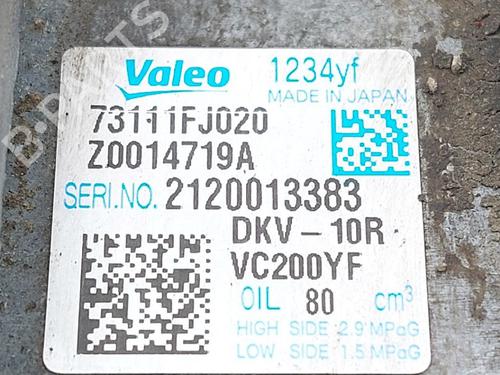 Valeo 1234yf
MADE IN JAPAN
73111FJ020
Z0014719A
SERI.NO. 2120013383
DKV-10R
VC200YF
OIL 80 cm³
HIGH SIDE 2.9 MPaG
LOW SIDE 1.5 MPaG